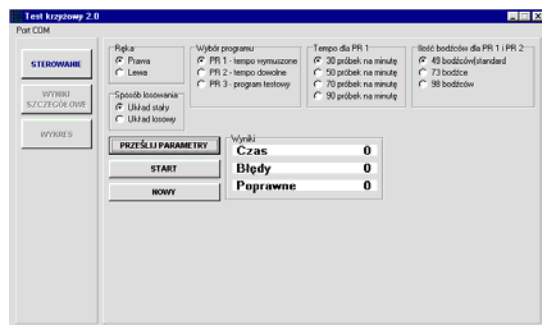 Test krzyżowy 2.0
Port COM
STEROWANIE
WYNIKI
SZCZEGÓŁOWE
WYKRES
Ręka
Prawa
Lewa
Sposób losowania
Układ stały
Układ losowy
Wybór programu
PR 1 - tempo wymuszone
PR 2 - tempo dowolne
PR 3 - program testowy
Tempo dla PR 1
30 próbek na minutę
50 próbek na minutę
70 próbek na minutę
90 próbek na minutę
Ilość bodźców dla PR 1 i PR 2
49 bodźców(standard
73 bodźce
98 bodźców
PRZEŚLIJ PARAMETRY
START
NOWY
Wyniki
Czas 0
Błędy 0
Poprawne 0